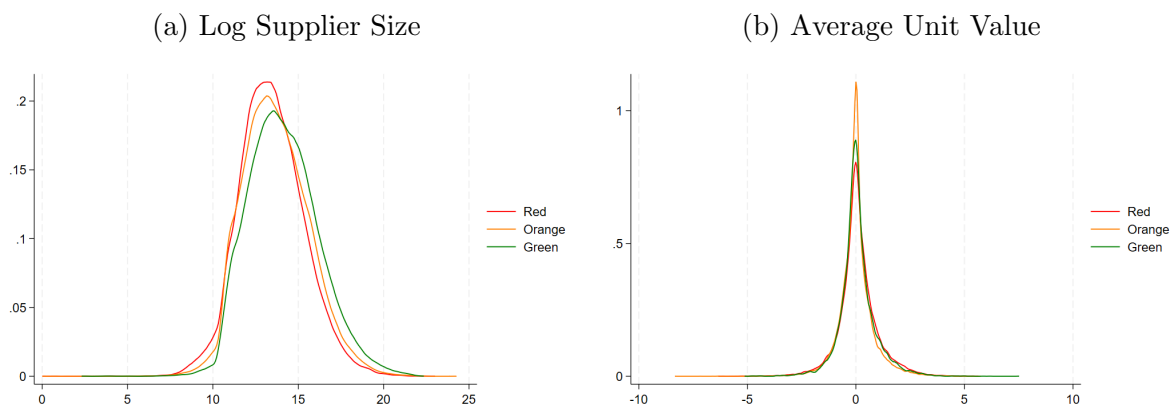 (a) Log Supplier Size
.2
.15
.1
.05
0
0
5
10
15
20
25
Red
Orange
Green
(b) Average Unit Value
1
.5
0
-10
-5
0
5
10
Red
Orange
Green